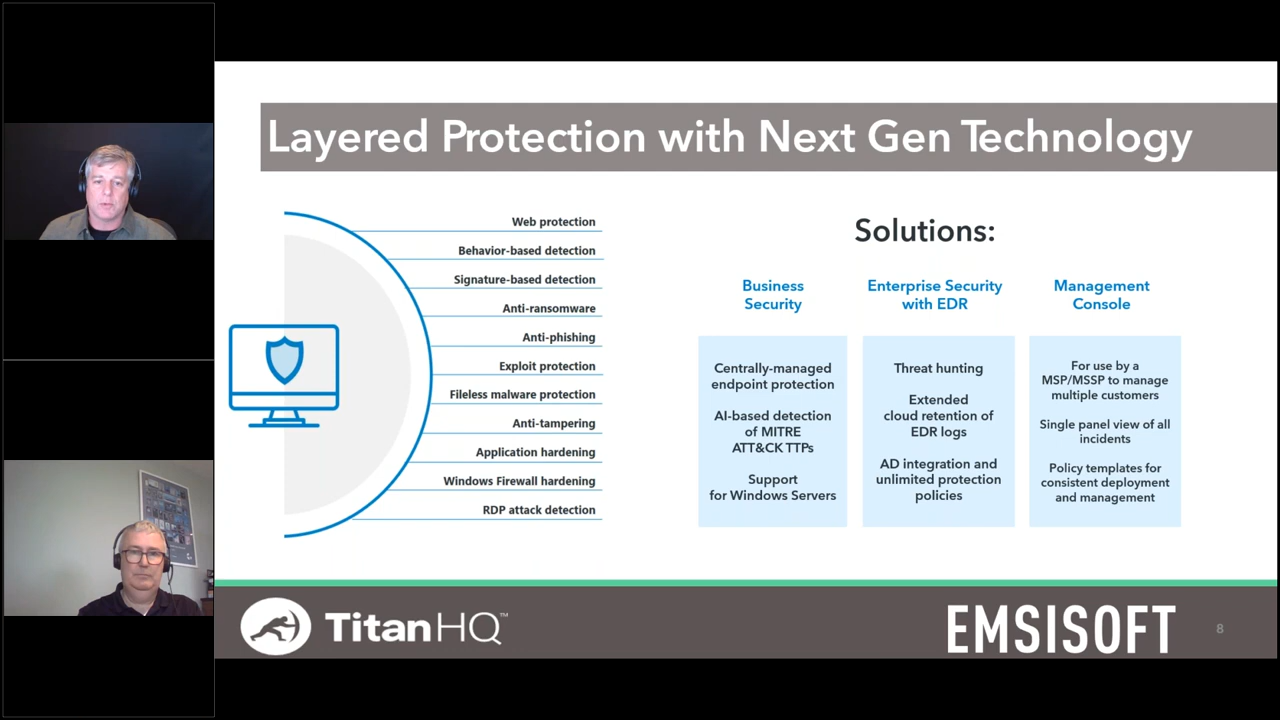 Layered Protection with Next Gen Technology
Web protection
Behavior-based detection
Signature-based detection
Anti-ransomware
Anti-phishing
Exploit protection
Fileless malware protection
Anti-tampering
Application hardening
Windows Firewall hardening
RDP attack detection
Solutions:
Business
Security
Centrally-managed
endpoint protection
AI-based detection
of MITRE
ATT&CK TTPs
Support
for Windows Servers
Enterprise Security
with EDR
Threat hunting
Extended
cloud retention of
EDR logs
AD integration and
unlimited protection
policies
Management
Console
For use by a
MSP/MSSP to manage
multiple customers
Single panel view of all
incidents
Policy templates for
consistent deployment
and management
TitanHQ™
EMSISOFT
8